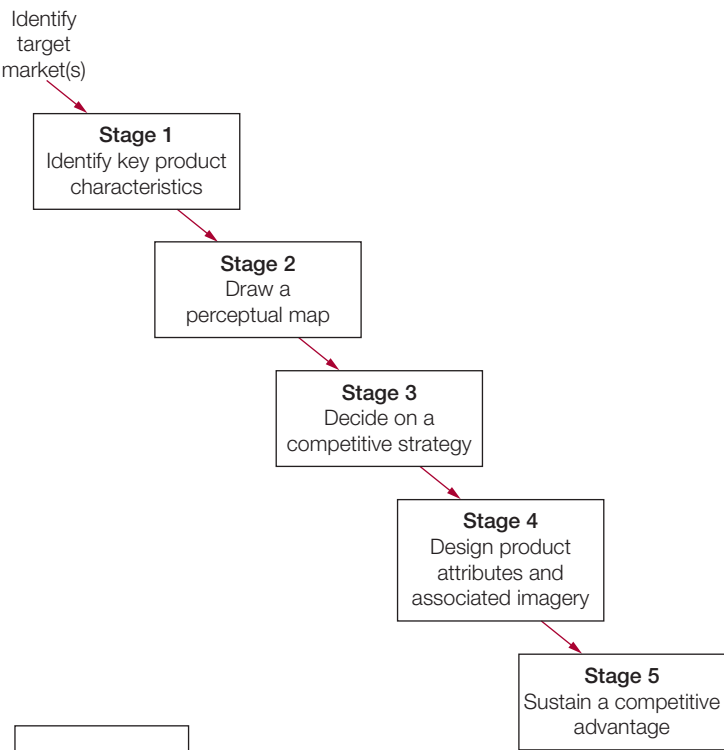 Identify
target
market(s)
Stage 1
Identify key product
characteristics
Stage 2
Draw a
perceptual map
Stage 3
Decide on a
competitive strategy
Stage 4
Design product
attributes and
associated imagery
Stage 5
Sustain a competitive
advantage